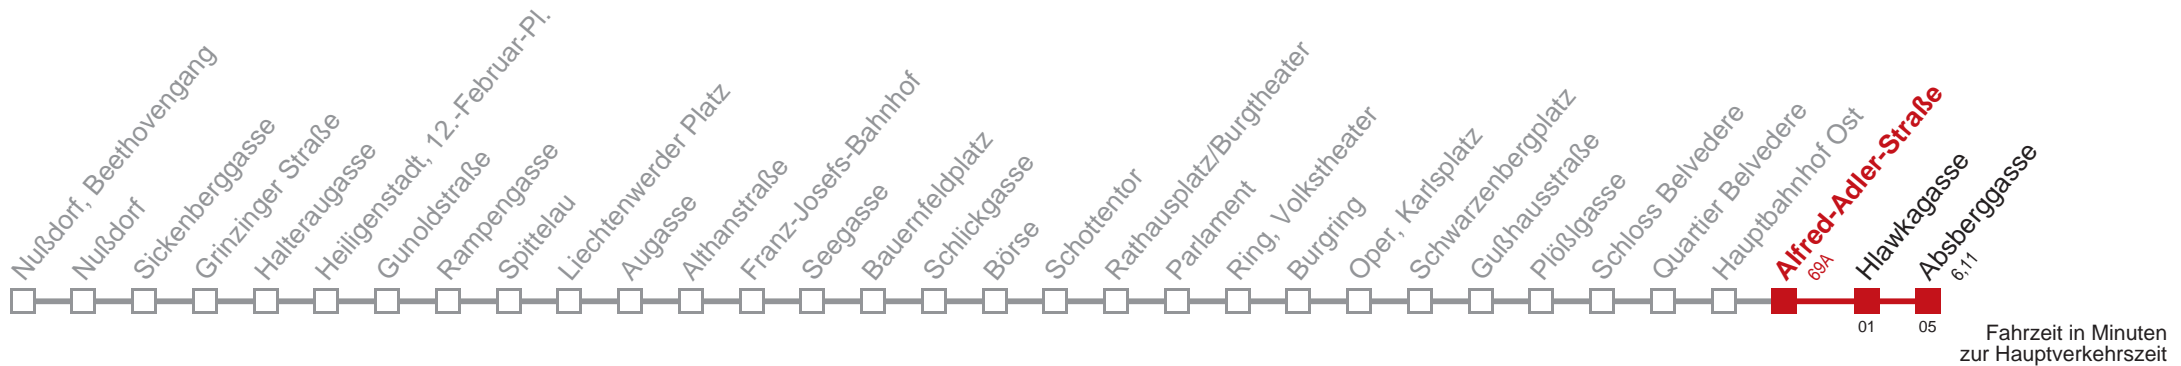 Nußdorf, Beethovengang
Nußdorf
Sickenberggasse
Grinzinger Straße
Halteraugasse
Heiligenstadt, 12.-Februar-Pl.
Gunoldstraße
Rampengasse
Spittelau
Liechtenwerder Platz
Augasse
Althanstraße
Franz-Josefs-Bahnhof
Seegasse
Bauernfeldplatz
Schlickgasse
Börse
Schottentor
Rathausplatz/Burgtheater
Parlament
Ring, Volkstheater
Burgring
Oper, Karlsplatz
Schwarzenbergplatz
Gußhausstraße
Plößlgasse
Schloss Belvedere
Quartier Belvedere
Hauptbahnhof Ost
Alfred-Adler-Straße
69A
Hlawkagasse
Absberggasse
6,11
01
05
Fahrzeit in Minuten
zur Hauptverkehrszeit